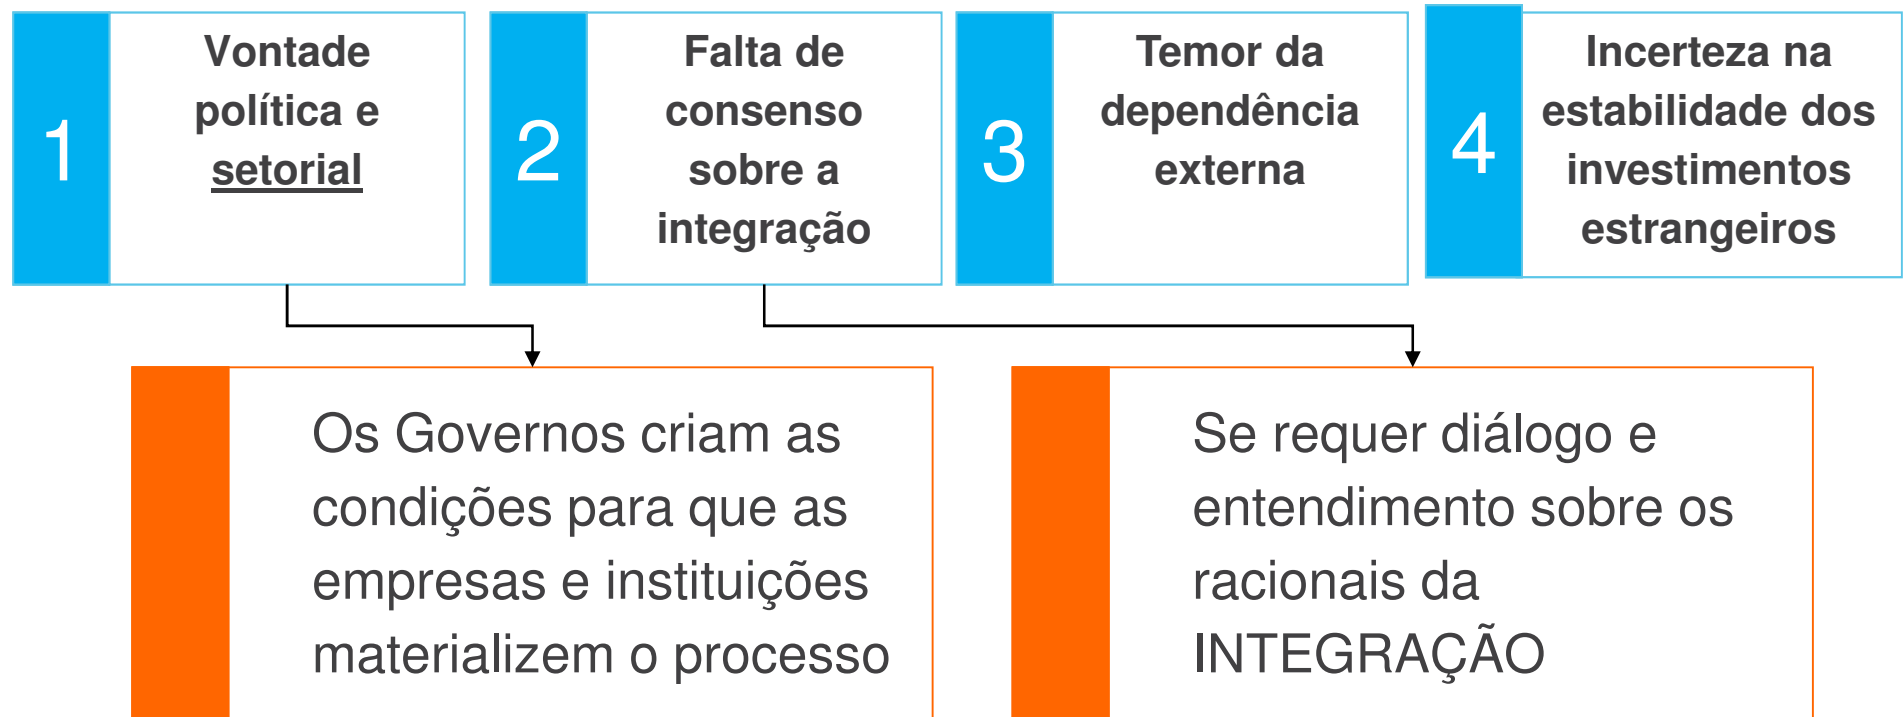 1
Vontade
política e
setorial
2
Falta de
consenso
sobre a
integração
3
Temor da
dependência
externa
4
Incerteza na
estabilidade dos
investimentos
estrangeiros
Os Governos criam as
condições para que as
empresas e instituições
materializem o processo
Se requer diálogo e
entendimento sobre os
racionais da
INTEGRAÇÃO